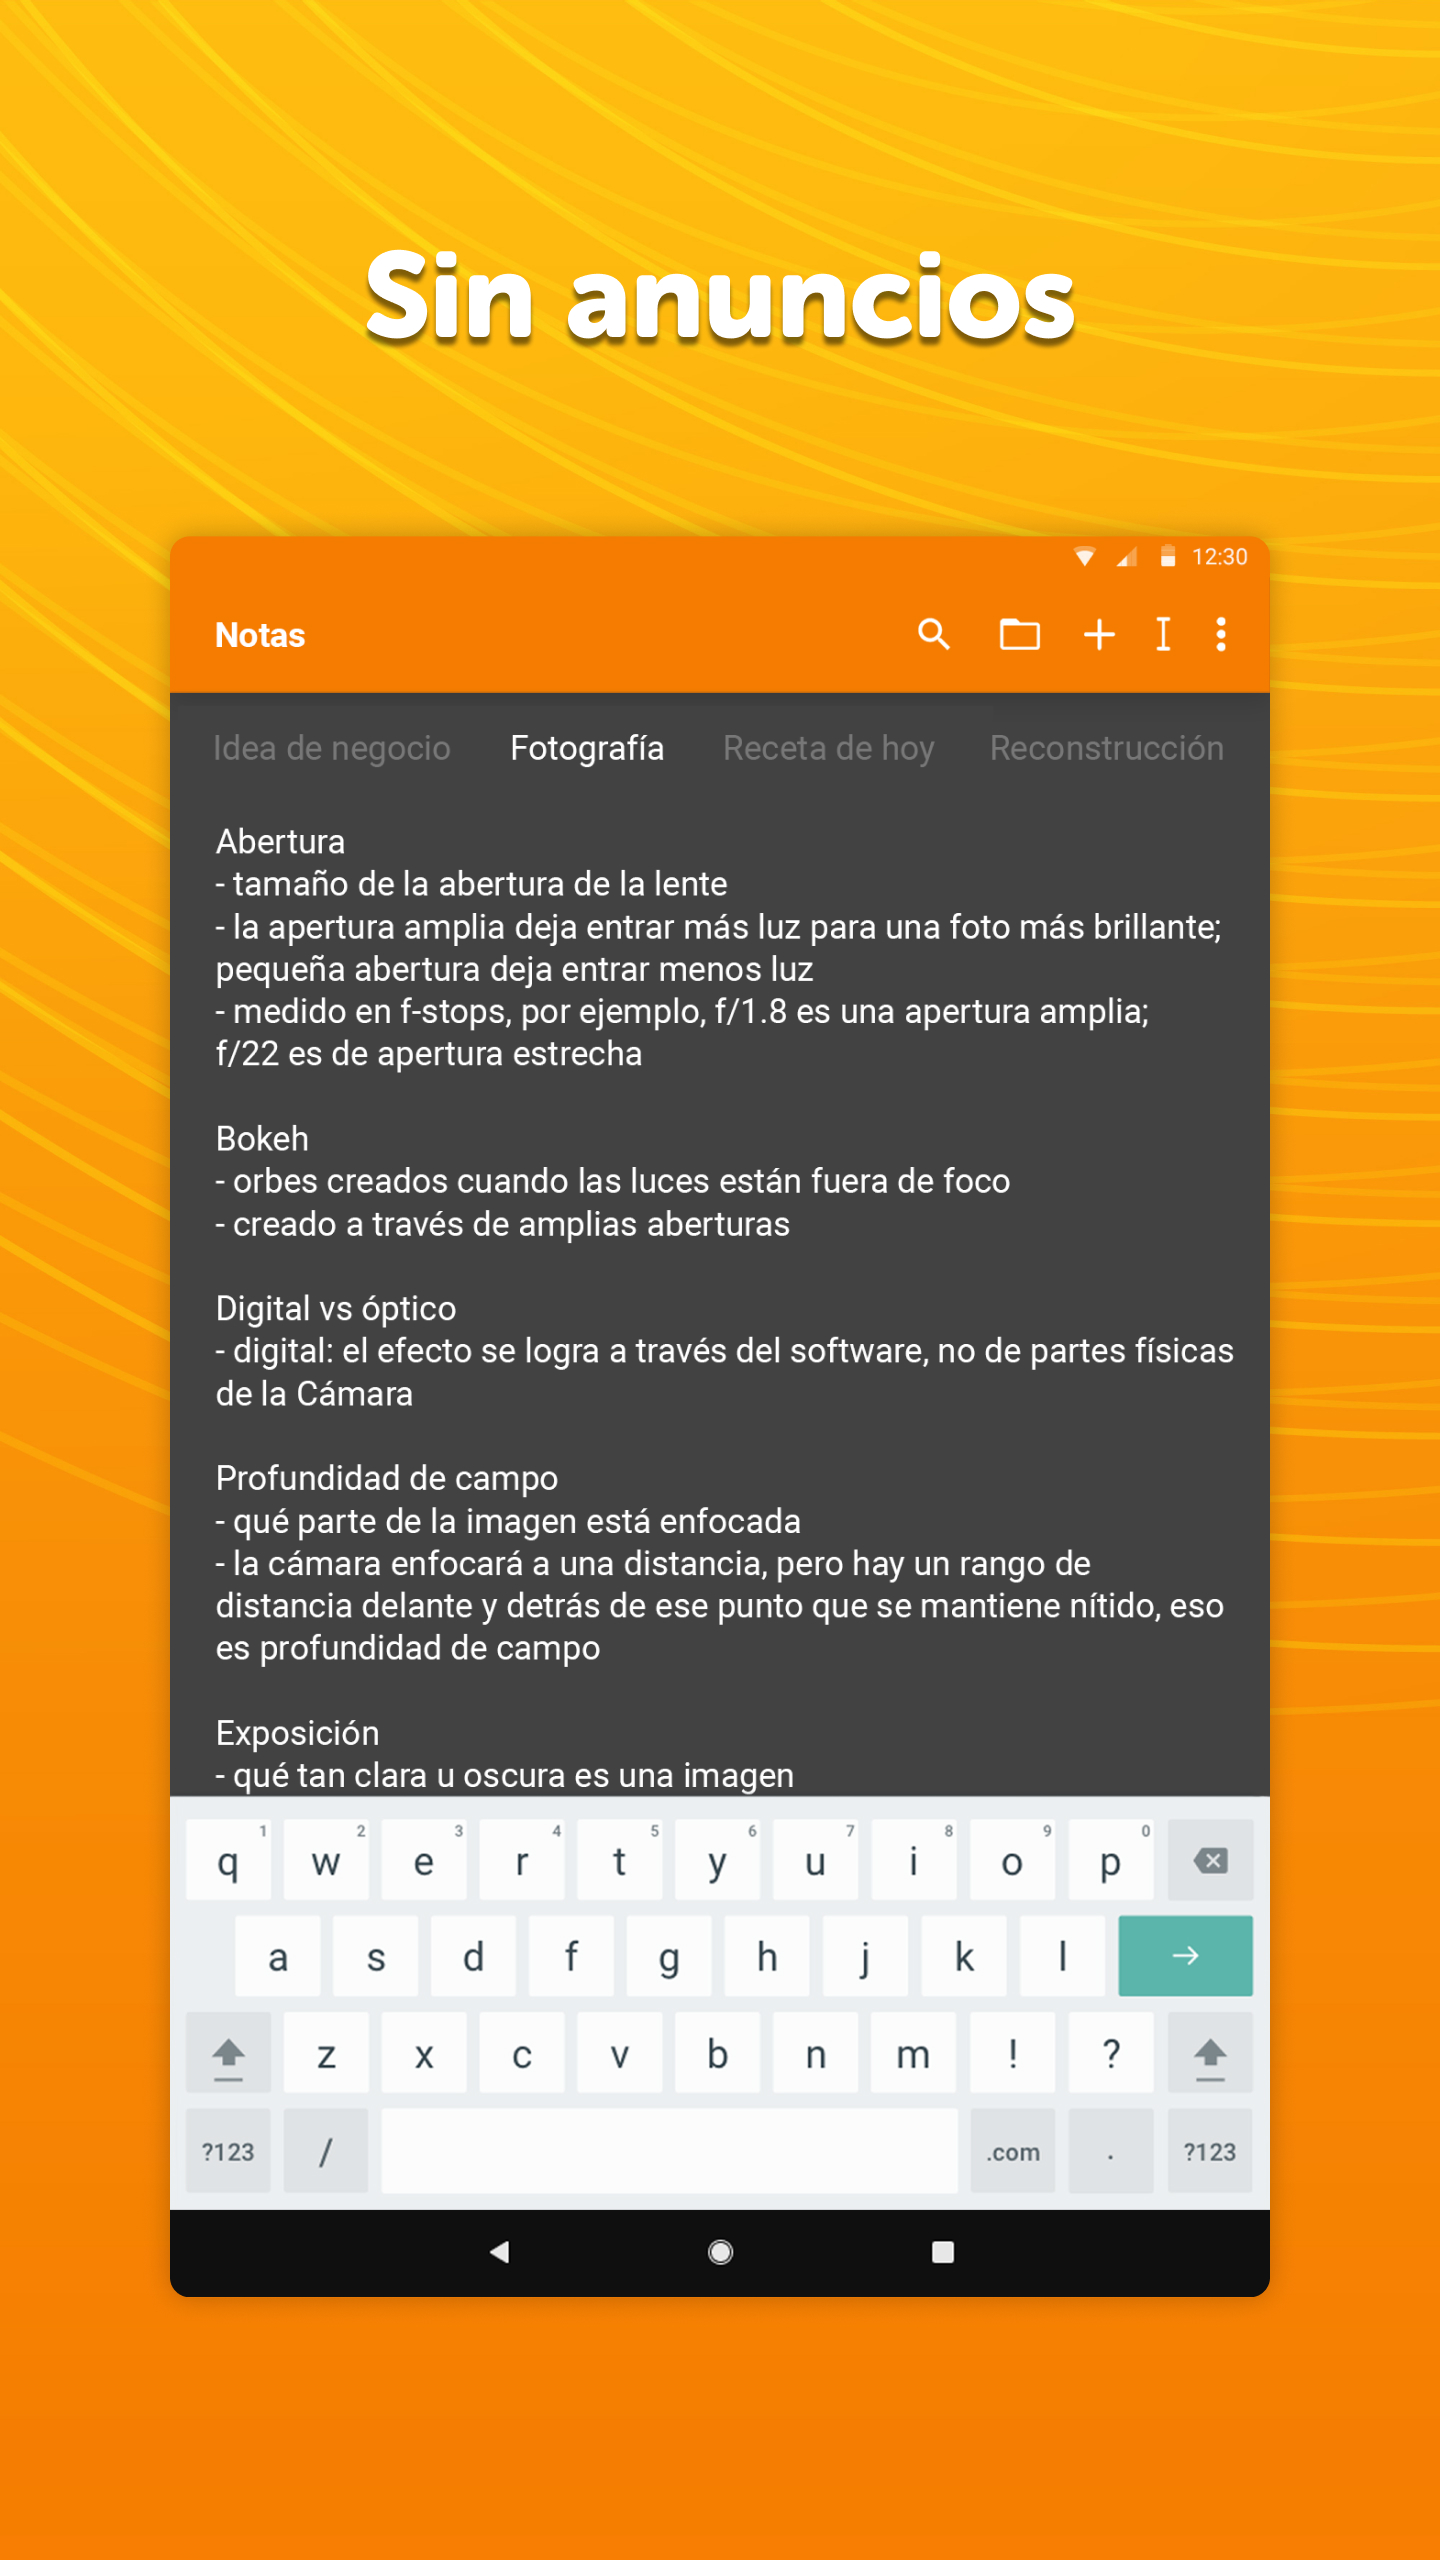 Sin anuncios
12:30
Notas
Idea de negocio Fotografía Receta de hoy Reconstrucción
Abertura
- tamaño de la abertura de la lente
- la apertura amplia deja entrar más luz para una foto más brillante;
pequeña abertura deja entrar menos luz
- medido en f-stops, por ejemplo, f/1.8 es una apertura amplia;
f/22 es de apertura estrecha
Bokeh
- orbes creados cuando las luces están fuera de foco
- creado a través de amplias aberturas
Digital vs óptico
- digital: el efecto se logra a través del software, no de partes físicas
de la Cámara
Profundidad de campo
- qué parte de la imagen está enfocada
- la cámara enfocará a una distancia, pero hay un rango de
distancia delante y detrás de ese punto que se mantiene nítido, eso
es profundidad de campo
Exposición
- qué tan clara u oscura es una imagen
1 2 3 4 5 6 7 8 9 0
q w e r t y u i o p
a s d f g h j k l
z x c v b n m ! ?
?123 / .com . ?123